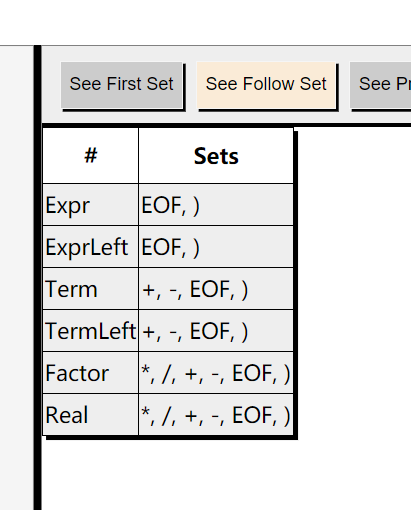 See First Set See Follow Set See Pr
# Sets
Expr EOF, )
ExprLeft EOF, )
Term +, -, EOF, )
TermLeft +, -, EOF, )
Factor *, /, +, -, EOF, )
Real *, /, +, -, EOF, )